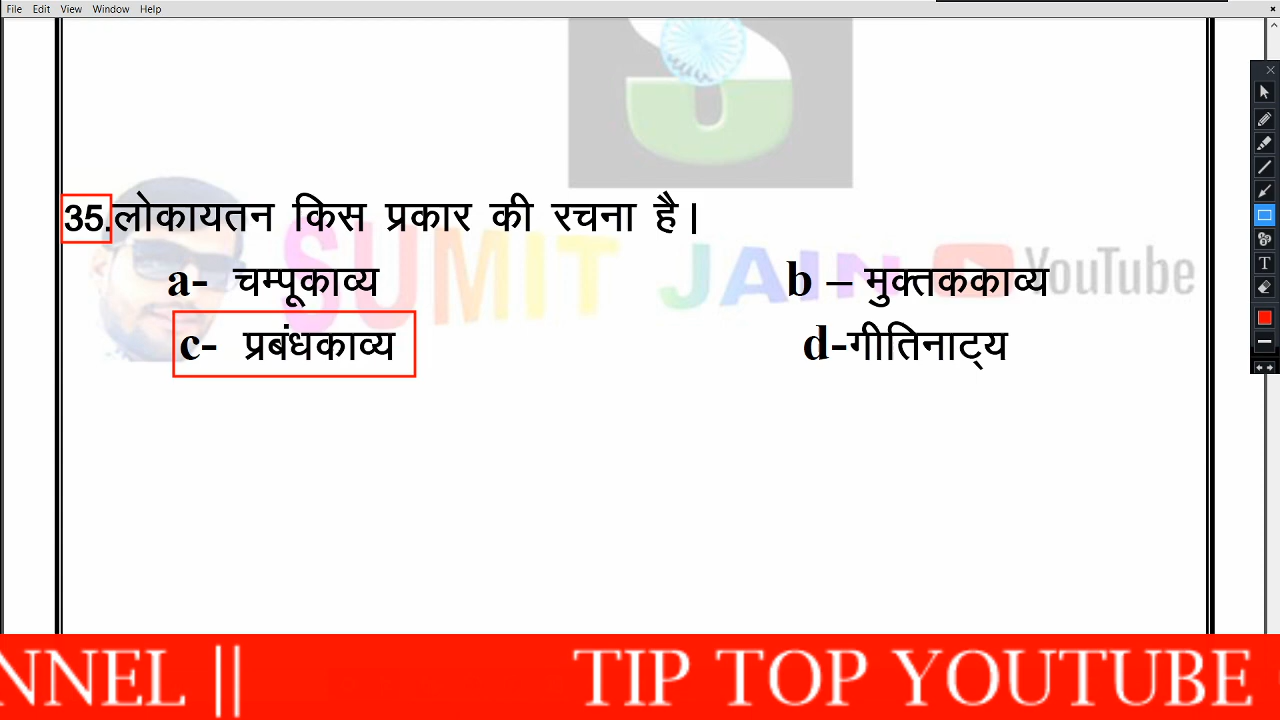 File Edit View Window Help
35.लोकायतन किस प्रकार की रचना है।
a- चम्पूकाव्य b – मुक्तककाव्य
SUMIT JAIN YouTube
c- प्रबंधकाव्य d-गीतिनाट्य
NNEL || TIP TOP YOUTUBE